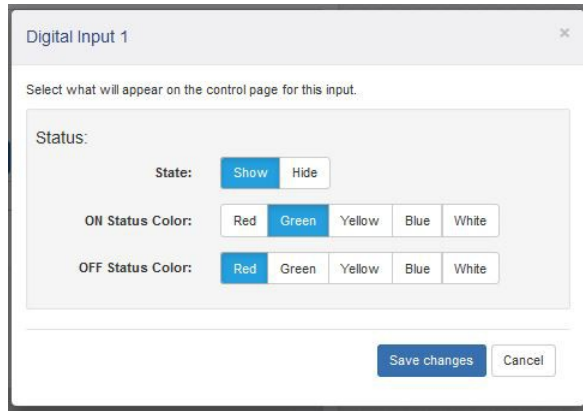 Digital Input 1 ×
Select what will appear on the control page for this input.
Status:
State: Show Hide
ON Status Color: Red Green Yellow Blue White
OFF Status Color: Red Green Yellow Blue White
Save changes Cancel